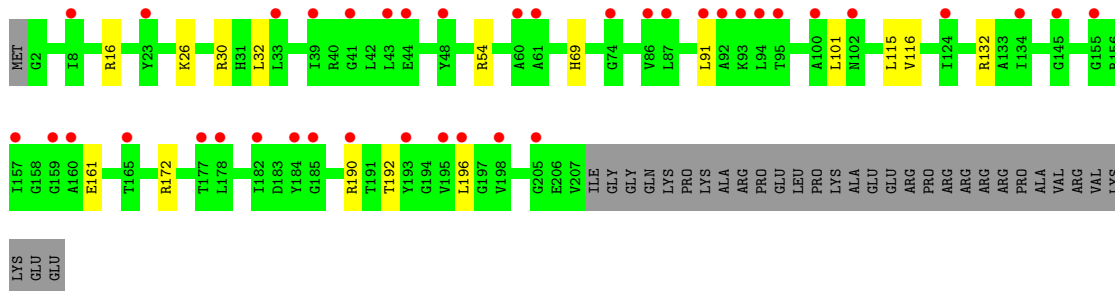 MET G2 I8 R16 Y23 K26 R30 H31 L32 L33 I39 R40 G41 L42 L43 E44 Y48 R54 A60 A61 H69 G74 V86 L87 L91 A92 K93 L94 T95 A100 L101 N102 L115 V116 I124 R132 A133 I134 G145 G155 R156
I157 G158 G159 A160 E161 T165 R172 T177 L178 I182 D183 Y184 G185 R190 T191 T192 Y193 G194 V195 L196 G197 V198 G205 E206 V207 ILE GLY GLY GLN LYS PRO LYS ALA ARG PRO GLU LEU PRO LYS ALA GLU GLU ARG PRO ARG ARG ARG ARG PRO ALA VAL ARG VAL LYS
LYS GLU GLU